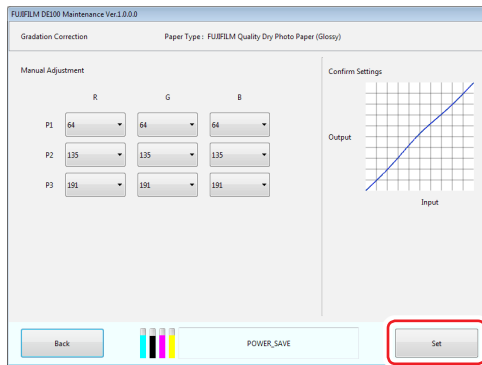 FUJIFILM DE100 Maintenance Ver.1.0.0.0
Gradation Correction Paper Type : FUJIFILM Quality Dry Photo Paper (Glossy)
Manual Adjustment Confirm Settings
R G B
P1 64 64 64
Output
P2 135 135 135
P3 191 191 191
Input
Back POWER_SAVE Set